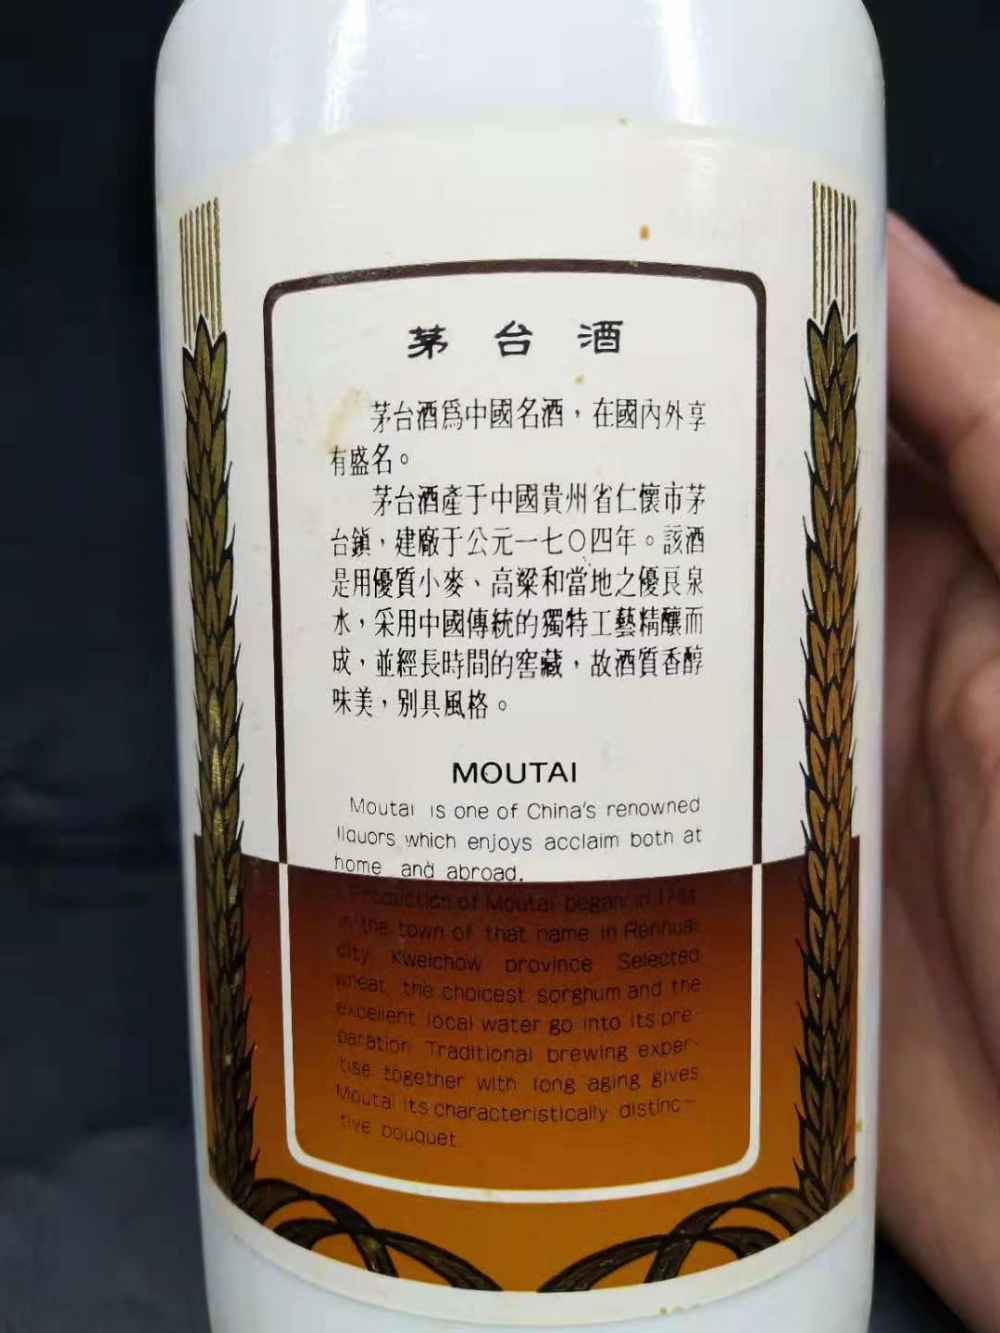 茅台酒
茅台酒爲中國名酒，在國內外享
有盛名。
茅台酒產于中國貴州省仁懷市茅
台鎮，建廠于公元一七〇四年。該酒
是用優質小麥、高粱和當地之優良泉
水，采用中國傳統的獨特工藝精釀而
成，並經長時間的窖藏，故酒質香醇
味美，別具風格。
MOUTAI
Moutai is one of China's renowned
liquors which enjoys acclaim both at
home and abroad.
Production of Moutai began in 1704
in the town of that name in Renhuai
city Kweichow province Selected
wheat, the choicest sorghum and the
excellent local water go into its pre-
paration Traditional brewing exper-
tise together with long aging gives
Moutai its characteristically distinc-
tive bouquet